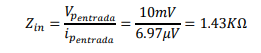 Z_in = V_pentrada / i_pentrada = 10mV / 6.97μV = 1.43KΩ